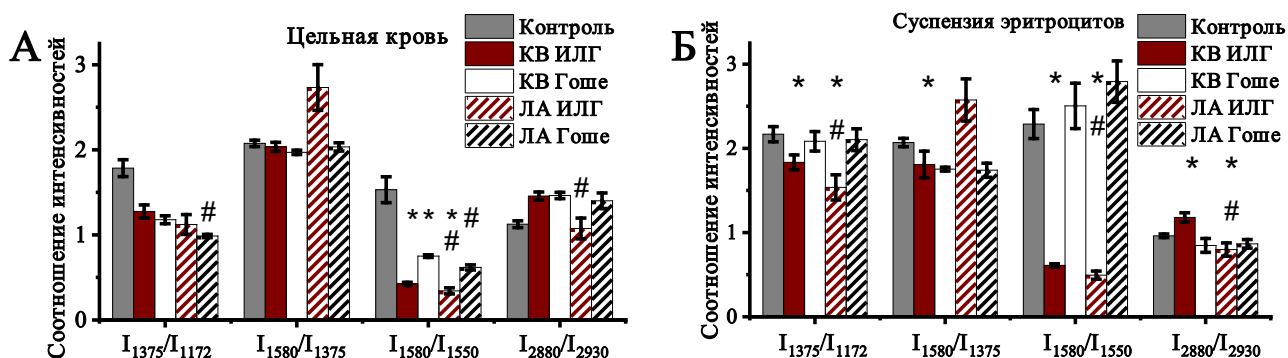 А
Соотношение интенсивностей
Цельная кровь
Контроль
КВ ИЛГ
КВ Гоше
ЛА ИЛГ
ЛА Гоше
3
2
1
0
#
* * * #
#
#
I1375/I1172 I1580/I1375 I1580/I1550 I2880/I2930
Б
Соотношение интенсивностей
Суспензия эритроцитов
Контроль
КВ ИЛГ
КВ Гоше
ЛА ИЛГ
ЛА Гоше
3
2
1
0
* * * * *
# #
* *
#
I1375/I1172 I1580/I1375 I1580/I1550 I2880/I2930